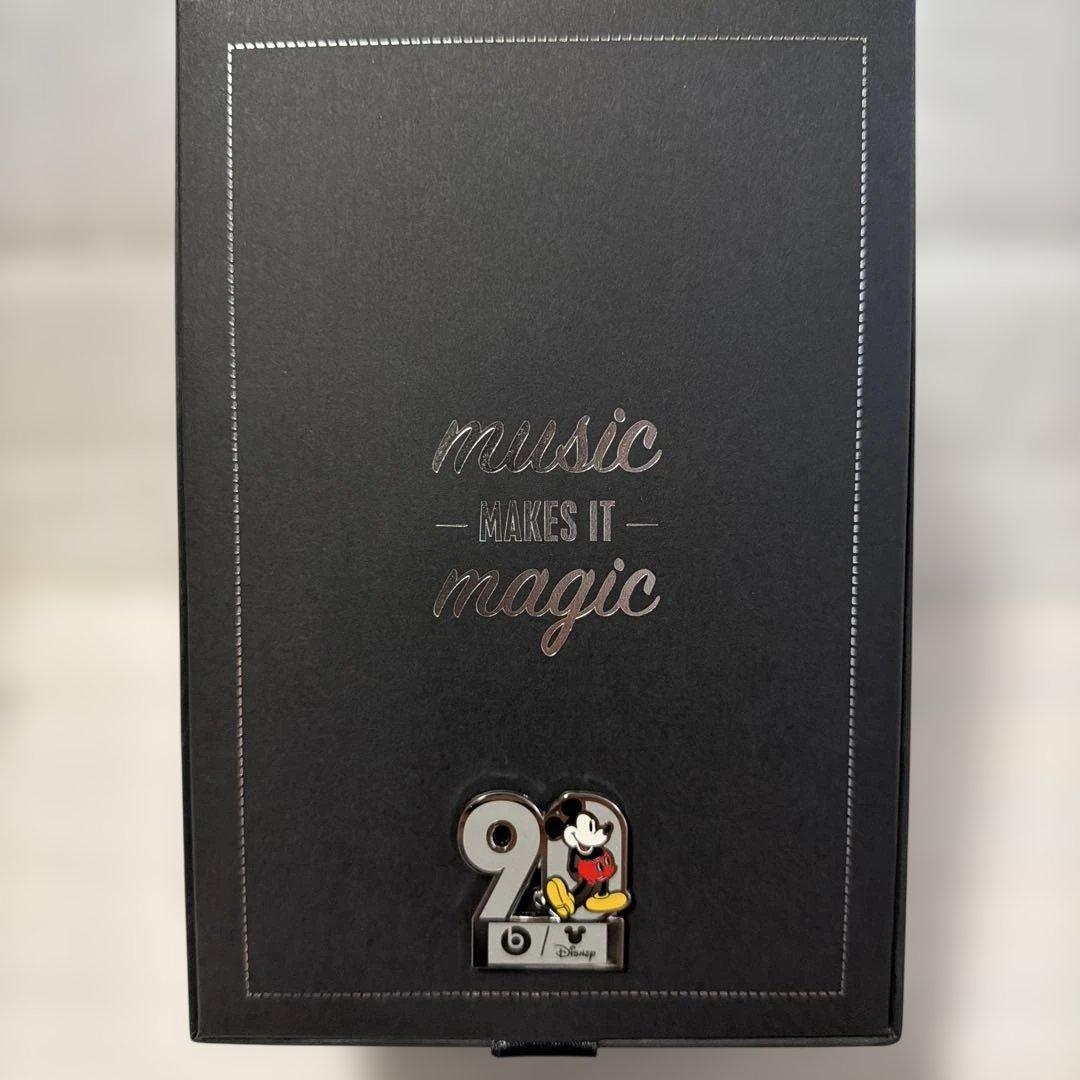 music
MAKES IT
magic
90
b / Disney